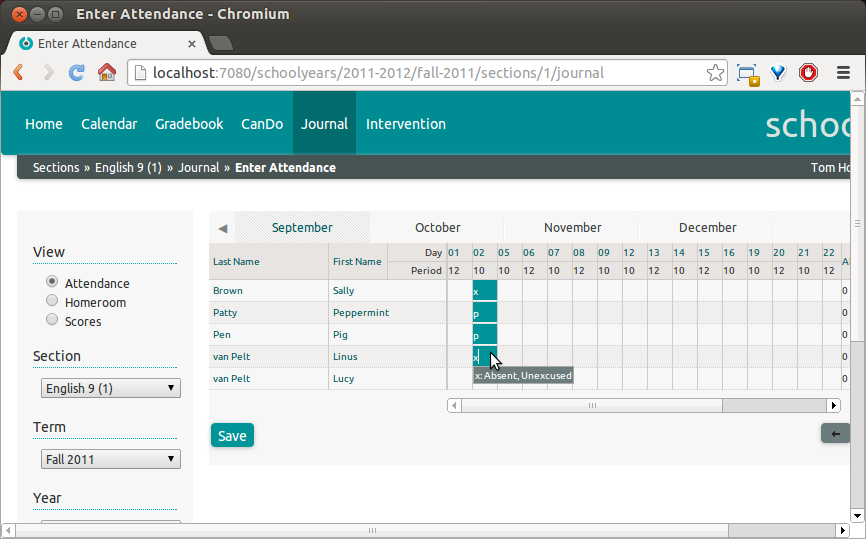 Enter Attendance - Chromium
Enter Attendance
localhost:7080/schoolyears/2011-2012/fall-2011/sections/1/journal
Home Calendar Gradebook CanDo Journal Intervention schoo
Sections » English 9 (1) » Journal » Enter Attendance Tom Ho
View
Attendance
Homeroom
Scores
Section
English 9 (1)
Term
Fall 2011
Year
September October November December
Last Name First Name Day 01 02 05 06 07 08 09 12 13 14 15 16 19 20 21 22 A
Period 12 10 10 12 10 12 10 10 12 10 12 10 10 12 10 12
Brown Sally x 0
Patty Peppermint p 0
Pen Pig p 0
van Pelt Linus x 0
x: Absent, Unexcused
van Pelt Lucy 0
Save